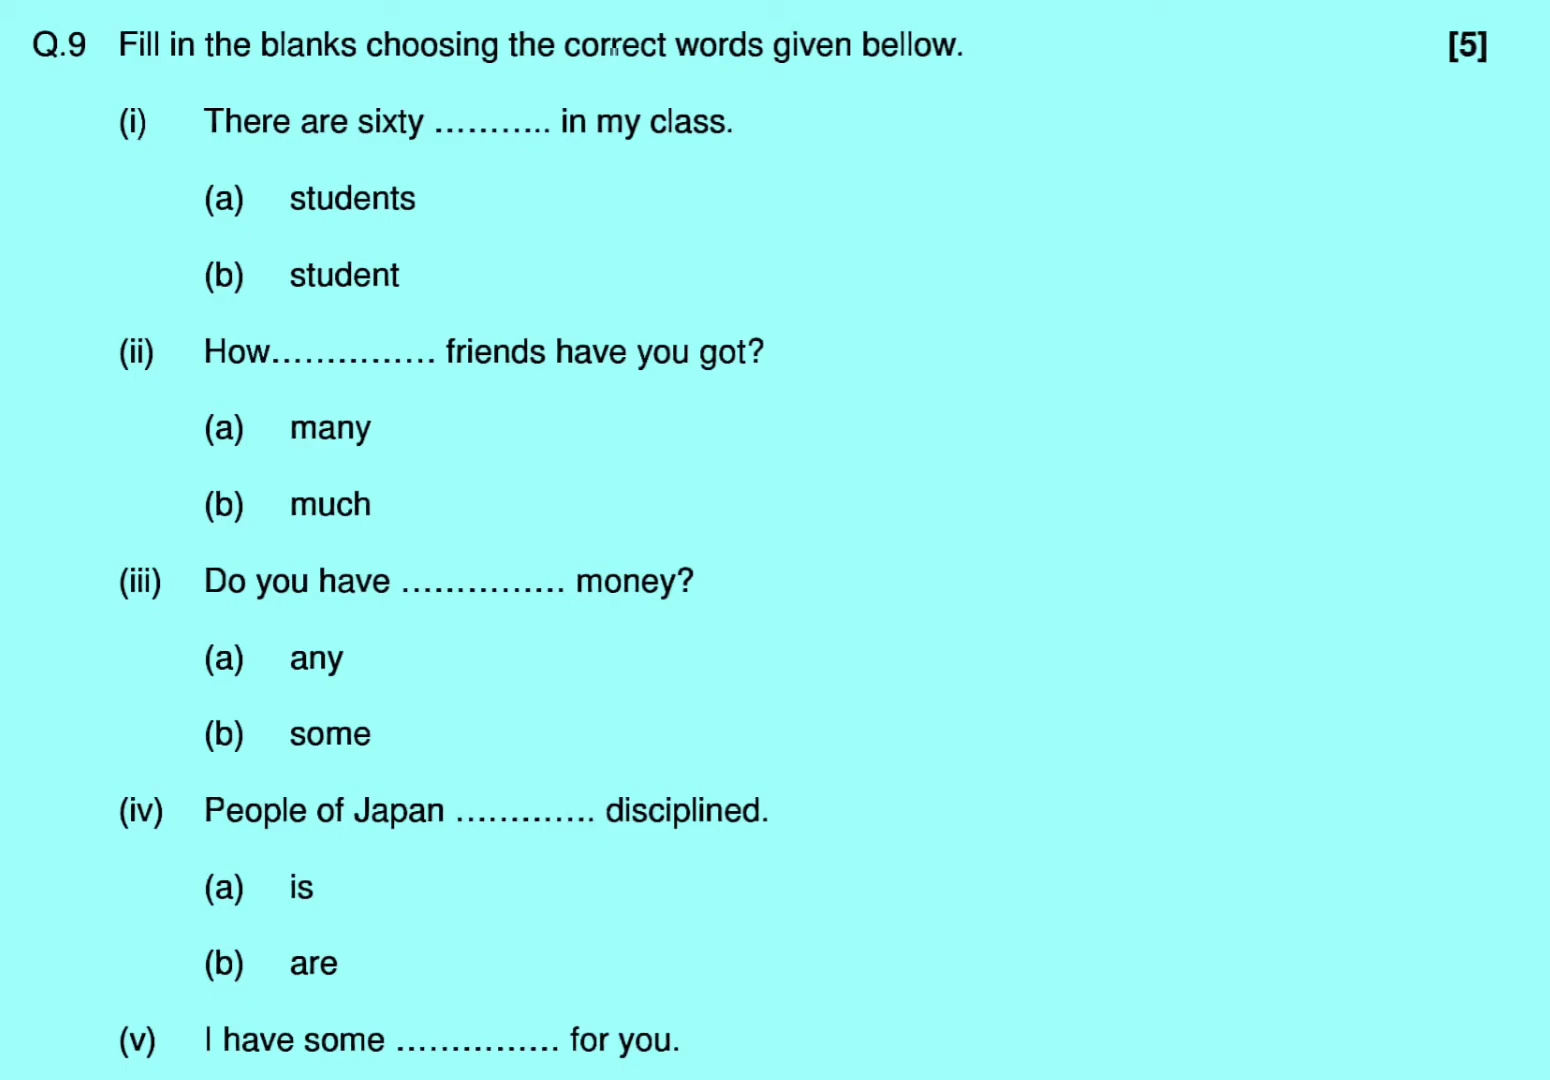 Q.9 Fill in the blanks choosing the correct words given bellow. [5]
(i) There are sixty ........... in my class.
(a) students
(b) student
(ii) How............... friends have you got?
(a) many
(b) much
(iii) Do you have ............... money?
(a) any
(b) some
(iv) People of Japan ............. disciplined.
(a) is
(b) are
(v) I have some ............... for you.